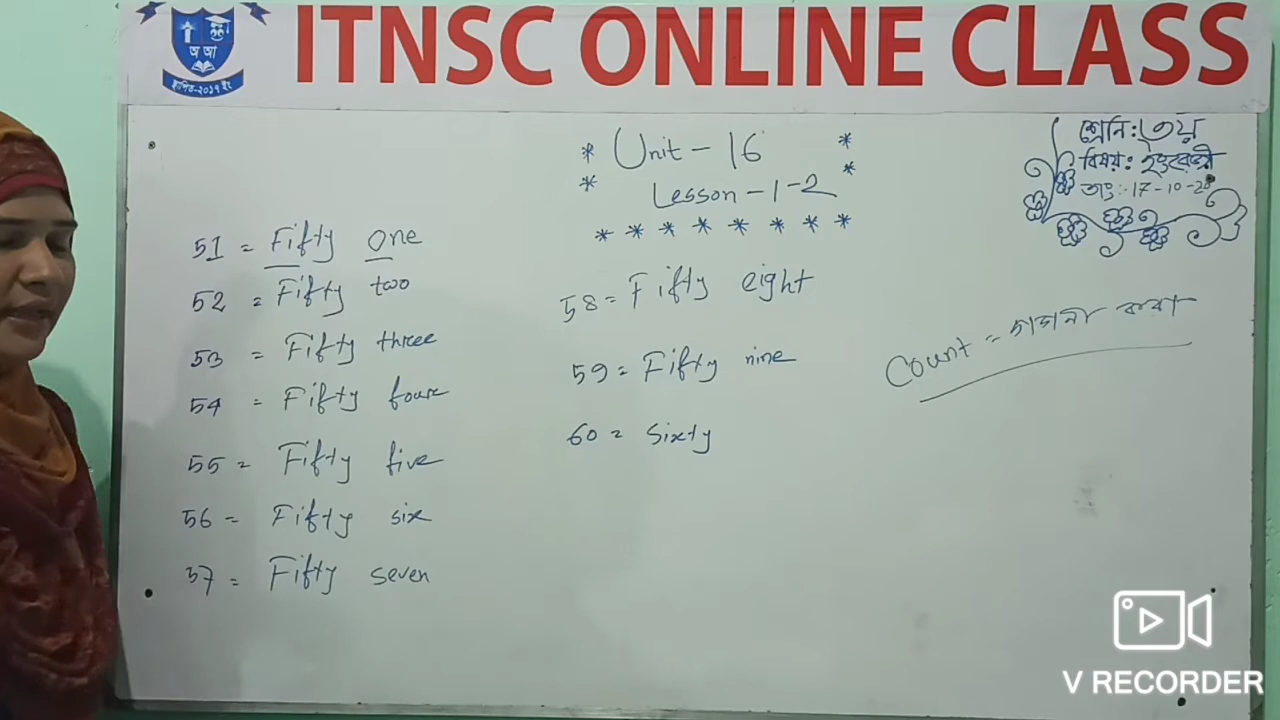 ITNSC ONLINE CLASS
অ আ
স্থাপিত-২০১৭ ইং
Unit - 16
Lesson - 1-2
শ্রেনি: ৩য়
বিষয়: ইংরেজী
তাং: 17-10-20
51 = Fifty one
52 = Fifty two
53 = Fifty three
54 = Fifty four
55 = Fifty five
56 = Fifty six
57 = Fifty seven
58 = Fifty eight
59 = Fifty nine
60 = Sixty
Count = করা
V RECORDER